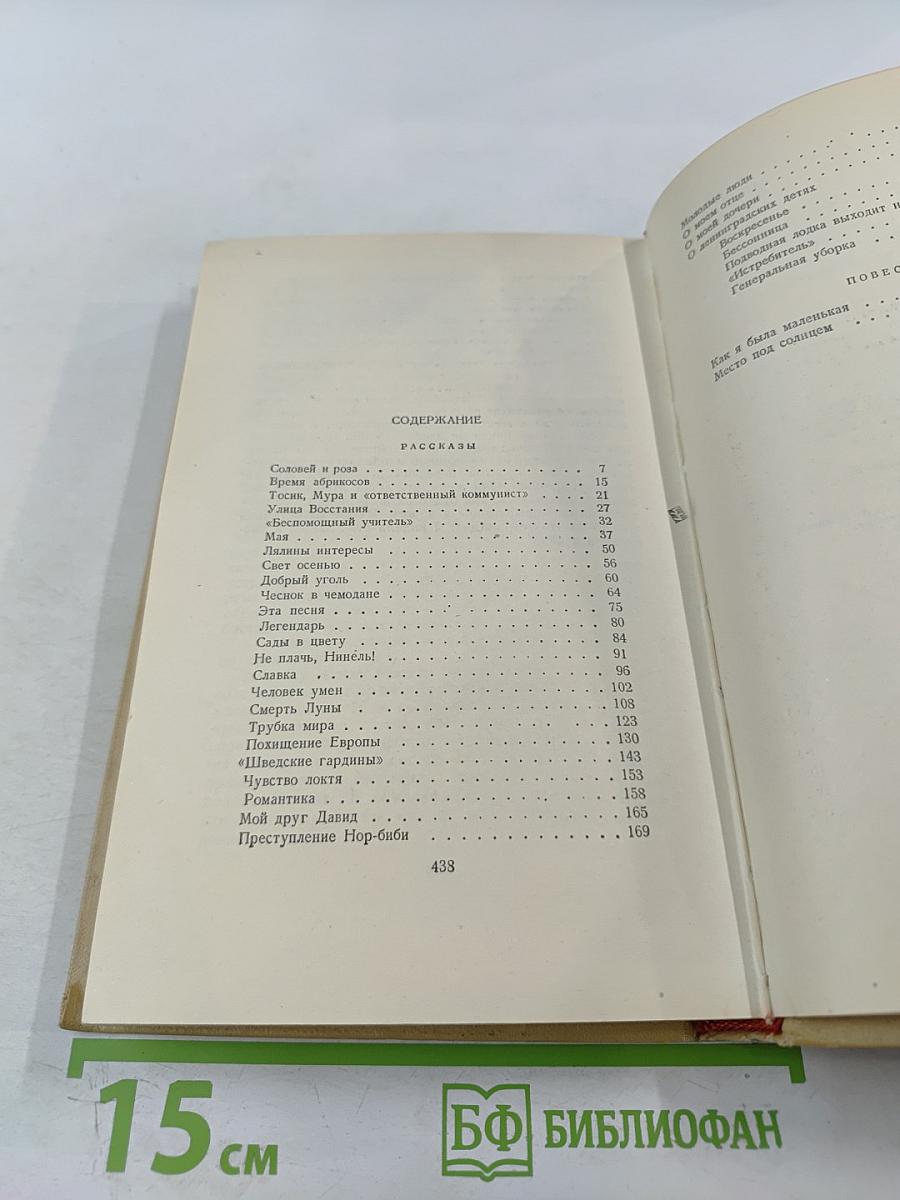 СОДЕРЖАНИЕ
РАССКАЗЫ
Соловей и роза . . . . . . . . . . . . . . . . . . 7
Время абрикосов . . . . . . . . . . . . . . . . . 15
Тосик, Мура и «ответственный коммунист» . . . . 21
Улица Восстания . . . . . . . . . . . . . . . . . 27
«Беспомощный учитель» . . . . . . . . . . . . . 32
Мая . . . . . . . . . . . . . . . . . . . . . . . 37
Лялины интересы . . . . . . . . . . . . . . . . 50
Свет осенью . . . . . . . . . . . . . . . . . . . 56
Добрый уголь . . . . . . . . . . . . . . . . . . 60
Чеснок в чемодане . . . . . . . . . . . . . . . . 64
Эта песня . . . . . . . . . . . . . . . . . . . . 75
Легендарь . . . . . . . . . . . . . . . . . . . . 80
Сады в цвету . . . . . . . . . . . . . . . . . . 84
Не плачь, Нинéль! . . . . . . . . . . . . . . . . 91
Славка . . . . . . . . . . . . . . . . . . . . . 96
Человек умен . . . . . . . . . . . . . . . . . . 102
Смерть Луны . . . . . . . . . . . . . . . . . . 108
Трубка мира . . . . . . . . . . . . . . . . . . . 123
Похищение Европы . . . . . . . . . . . . . . . 130
«Шведские гардины» . . . . . . . . . . . . . . 143
Чувство локтя . . . . . . . . . . . . . . . . . . 153
Романтика . . . . . . . . . . . . . . . . . . . . 158
Мой друг Давид . . . . . . . . . . . . . . . . . 165
Преступление Нор-биби . . . . . . . . . . . . . 169
438
Молодые люди . . . . . . .
О моем отце . . . . . . .
О моей дочери . . . . . . .
О ленинградских детях
Воскресенье . . . . . . .
Бессонница . . . . . . .
Подводная лодка выходит н
«Истребитель» . . . . . .
Генеральная уборка . . .
ПОВЕС
Как я была маленькая . . .
Место под солнцем . . . .
15 см
БФ БИБЛИОФАН